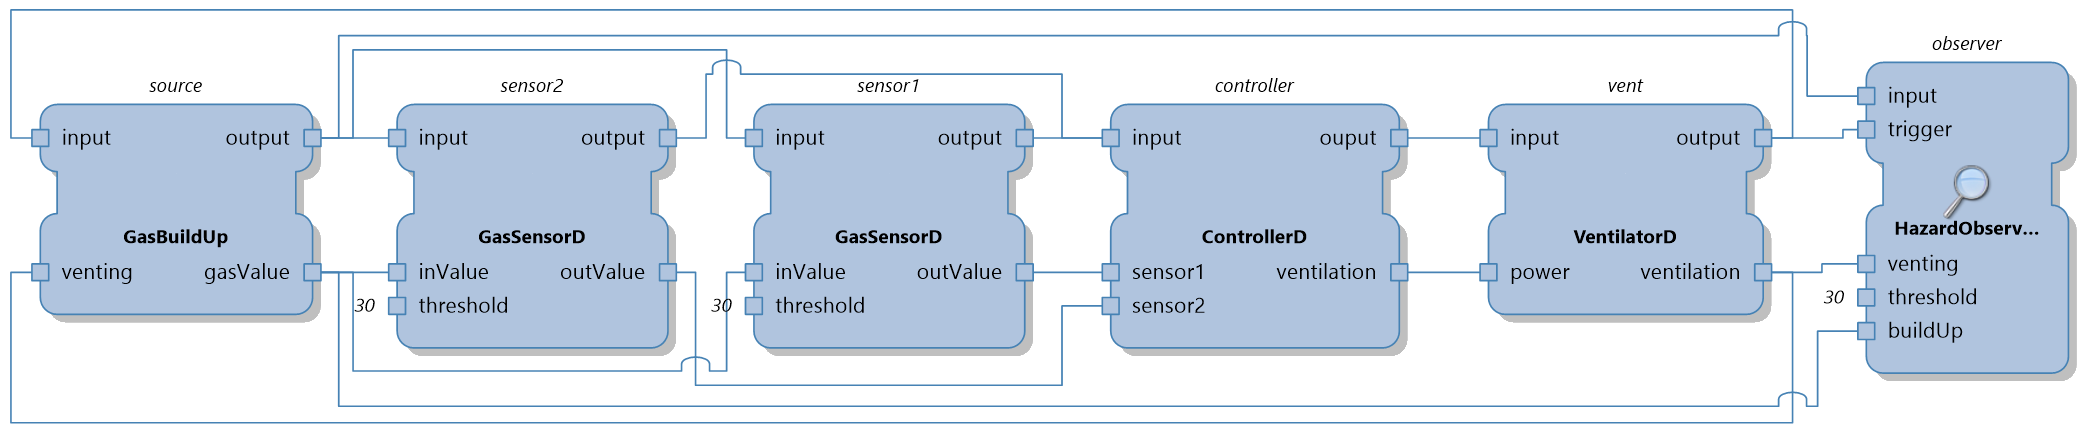 observer
source
sensor2
sensor1
controller
vent
input
input output
input output
input output
input ouput
input output
trigger
GasBuildUp
GasSensorD
GasSensorD
ControllerD
VentilatorD
HazardObserv...
venting gasValue
inValue outValue
inValue outValue
sensor1 ventilation
power ventilation
venting
30 threshold
30 threshold
sensor2
30 threshold
buildUp